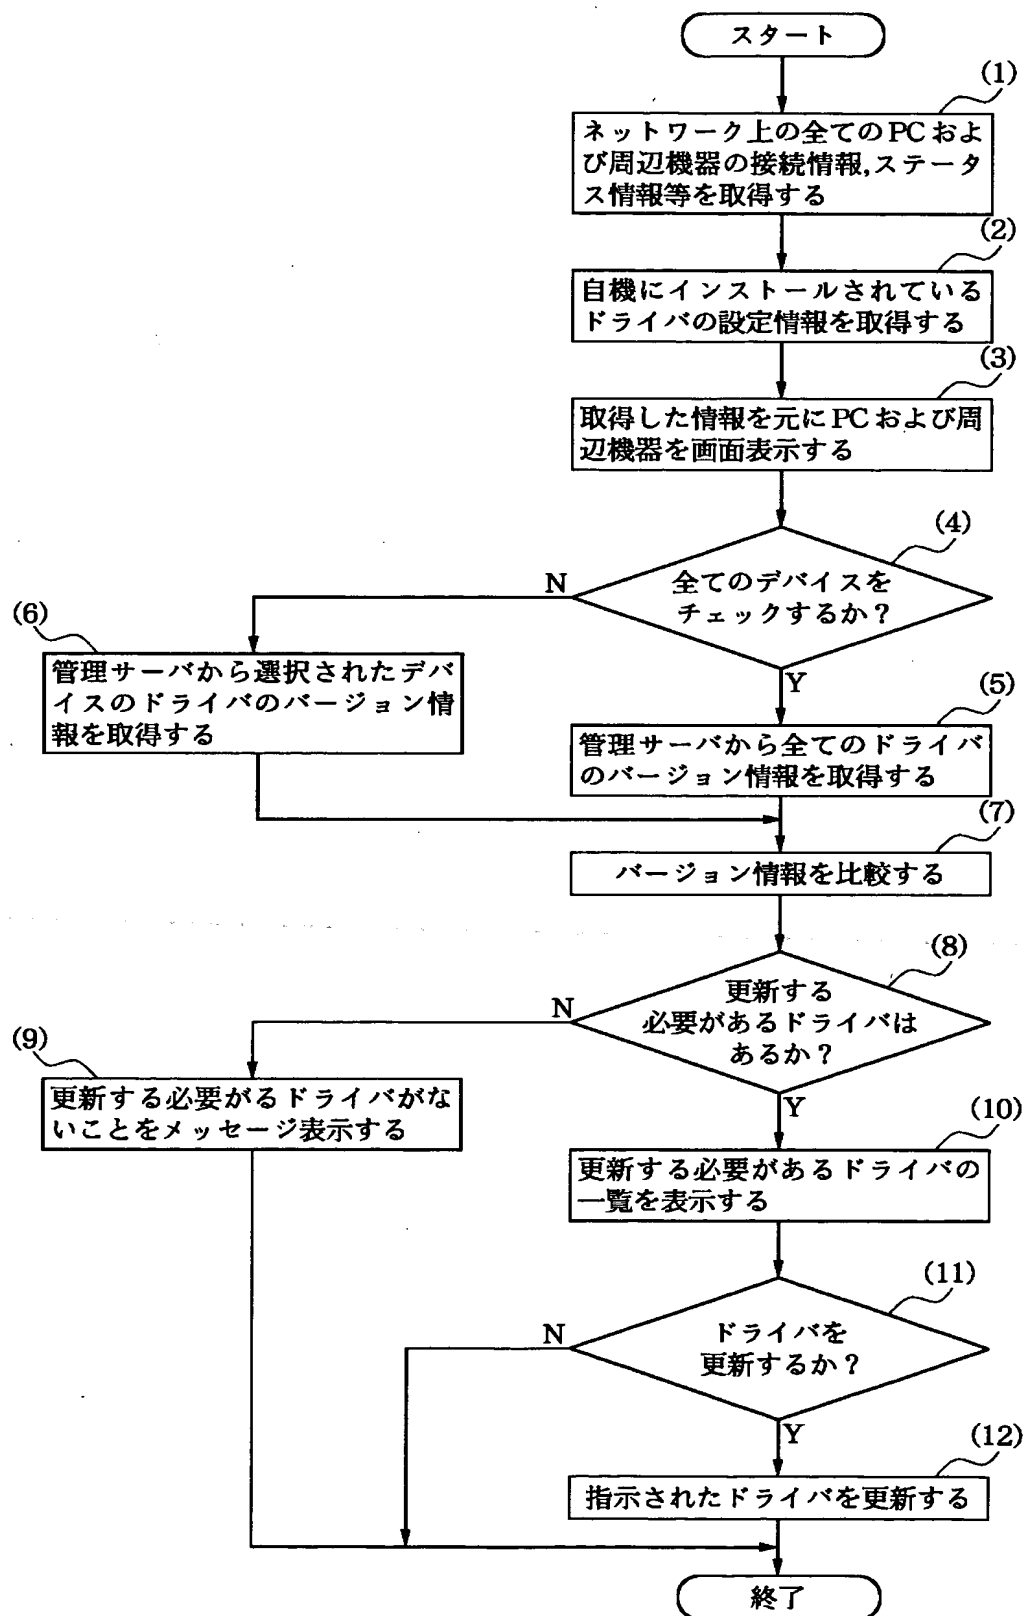 スタート
(1)
ネットワーク上の全てのPCおよ
び周辺機器の接続情報,ステータ
ス情報等を取得する
(2)
自機にインストールされている
ドライバの設定情報を取得する
(3)
取得した情報を元にPCおよび周
辺機器を画面表示する
(4)
全てのデバイスを
チェックするか？
N
Y
(6)
管理サーバから選択されたデ
バイスのドライバのバージョン情
報を取得する
(5)
管理サーバから全てのドライバ
のバージョン情報を取得する
(7)
バージョン情報を比較する
(8)
更新する
必要があるドライバは
あるか？
N
Y
(9)
更新する必要がるドライバがな
いことをメッセージ表示する
(10)
更新する必要があるドライバの
一覧を表示する
(11)
ドライバを
更新するか？
N
Y
(12)
指示されたドライバを更新する
終了